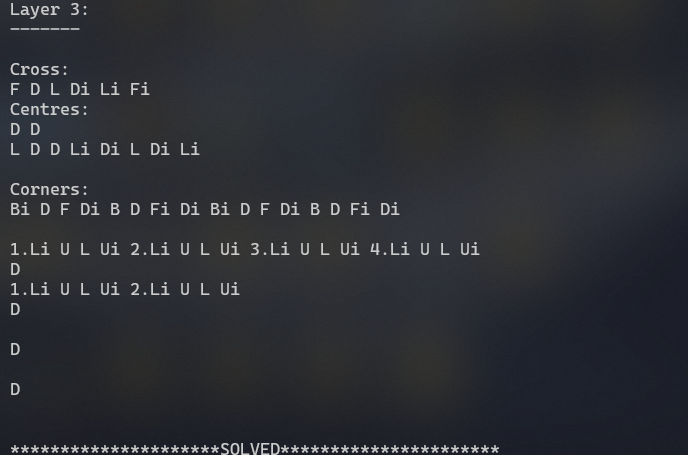 Layer 3:
-------
Cross:
F D L Di Li Fi
Centres:
D D
L D D Li Di L Di Li
Corners:
Bi D F Di B D Fi Di Bi D F Di B D Fi Di
1.Li U L Ui 2.Li U L Ui 3.Li U L Ui 4.Li U L Ui
D
1.Li U L Ui 2.Li U L Ui
D
D
D
*********************SOLVED**********************